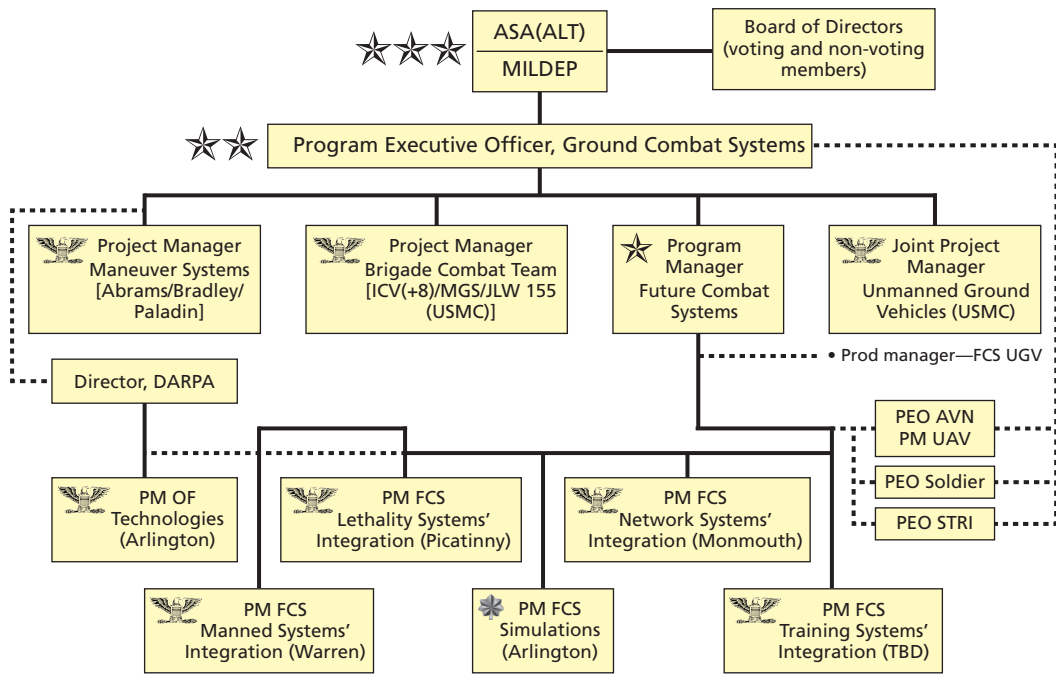 ASA(ALT)
MILDEP
Board of Directors
(voting and non-voting
members)
Program Executive Officer, Ground Combat Systems
Project Manager
Maneuver Systems
[Abrams/Bradley/
Paladin]
Project Manager
Brigade Combat Team
[ICV(+8)/MGS/JLW 155
(USMC)]
Program
Manager
Future Combat
Systems
Joint Project
Manager
Unmanned Ground
Vehicles (USMC)
• Prod manager—FCS UGV
Director, DARPA
PEO AVN
PM UAV
PEO Soldier
PEO STRI
PM OF
Technologies
(Arlington)
PM FCS
Lethality Systems’
Integration (Picatinny)
PM FCS
Network Systems’
Integration (Monmouth)
PM FCS
Manned Systems’
Integration (Warren)
PM FCS
Simulations
(Arlington)
PM FCS
Training Systems’
Integration (TBD)